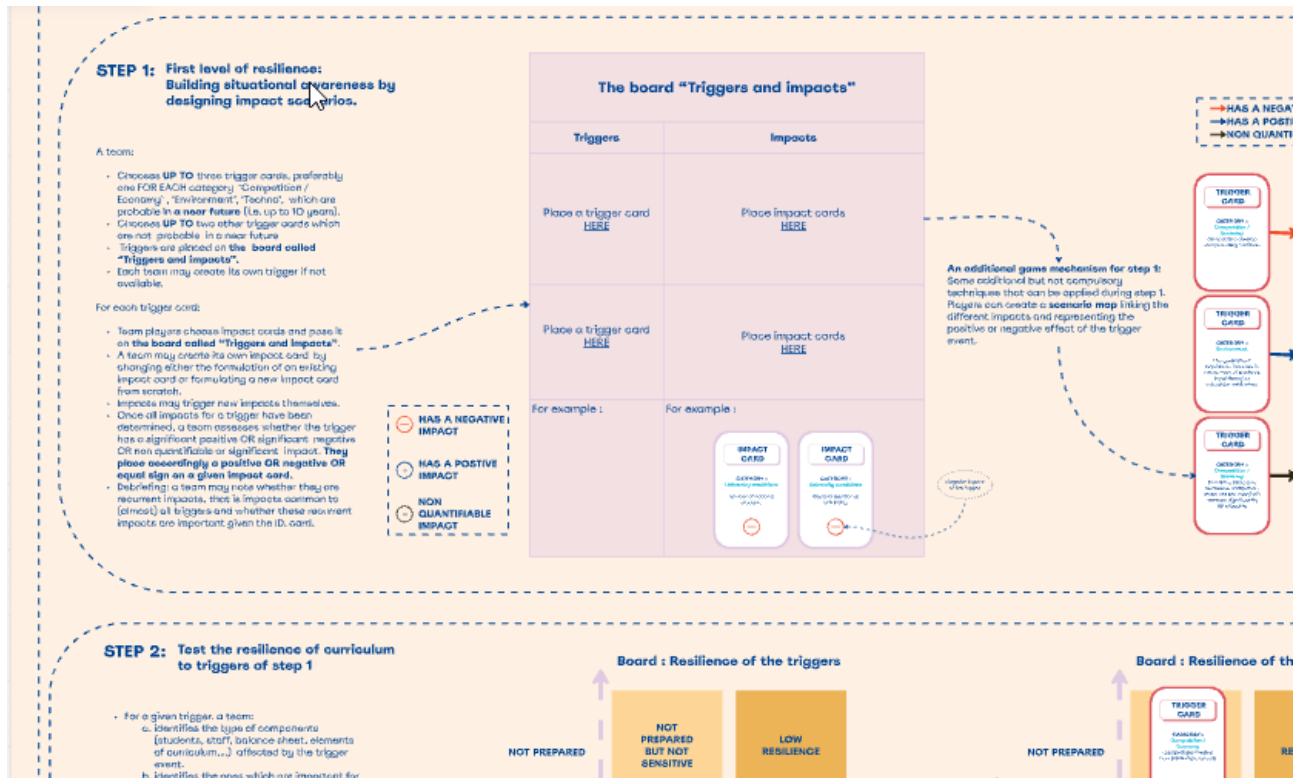 STEP 1:
First level of resilience:
Building situational awareness by
designing impact scenarios.
A team:
• Chooses UP TO three trigger cards, preferably
one FOR EACH category "Competition /
Economy", "Environment", "Techno", which are
probable in a near future (i.e. up to 10 years).
• Chooses UP TO two other trigger cards which
are not probable in a near future
• Triggers are placed on the board called
"Triggers and impacts".
• Each team may create its own trigger if not
available.
For each trigger card:
• Team players choose impact cards and pose it
on the board called "Triggers and impacts".
• A team may create its own impact card by
changing either the formulation of an existing
impact card or formulating a new impact card
from scratch.
• Impacts may trigger new impacts themselves.
• Once all impacts for a trigger have been
determined, a team assesses whether the trigger
has a significant positive OR significant negative
OR non quantifiable or significant impact. They
place accordingly a positive OR negative OR
equal sign on a given impact card.
• Debriefing: a team may note whether they are
recurrent impacts, that is impacts common to
(almost) all triggers and whether these recurrent
impacts are important given the ID. card.
HAS A NEGATIVE
IMPACT
HAS A POSTIVE
IMPACT
NON
QUANTIFIABLE
IMPACT
The board "Triggers and impacts"
Triggers
Impacts
Place a trigger card
HERE
Place impact cards
HERE
Place a trigger card
HERE
Place impact cards
HERE
For example :
For example :
IMPACT
CARD
IMPACT
CARD
An additional game mechanism for step 1:
Some additional but not compulsory
techniques that can be applied during step 1.
Players can create a scenario map linking the
different impacts and representing the
positive or negative effect of the trigger
event.
HAS A NEGAT
HAS A POSTI
NON QUANTI
TRIGGER
CARD
TRIGGER
CARD
TRIGGER
CARD
STEP 2:
Test the resilience of curriculum
to triggers of step 1
• For a given trigger, a team:
a. identifies the type of components
(students, staff, balance sheet, elements
of curriculum...) affected by the trigger
event.
b. identifies the ones which are important for
Board : Resilience of the triggers
NOT PREPARED
NOT
PREPARED
BUT NOT
SENSITIVE
LOW
RESILIENCE
Board : Resilience of th
NOT PREPARED
TRIGGER
CARD
RE